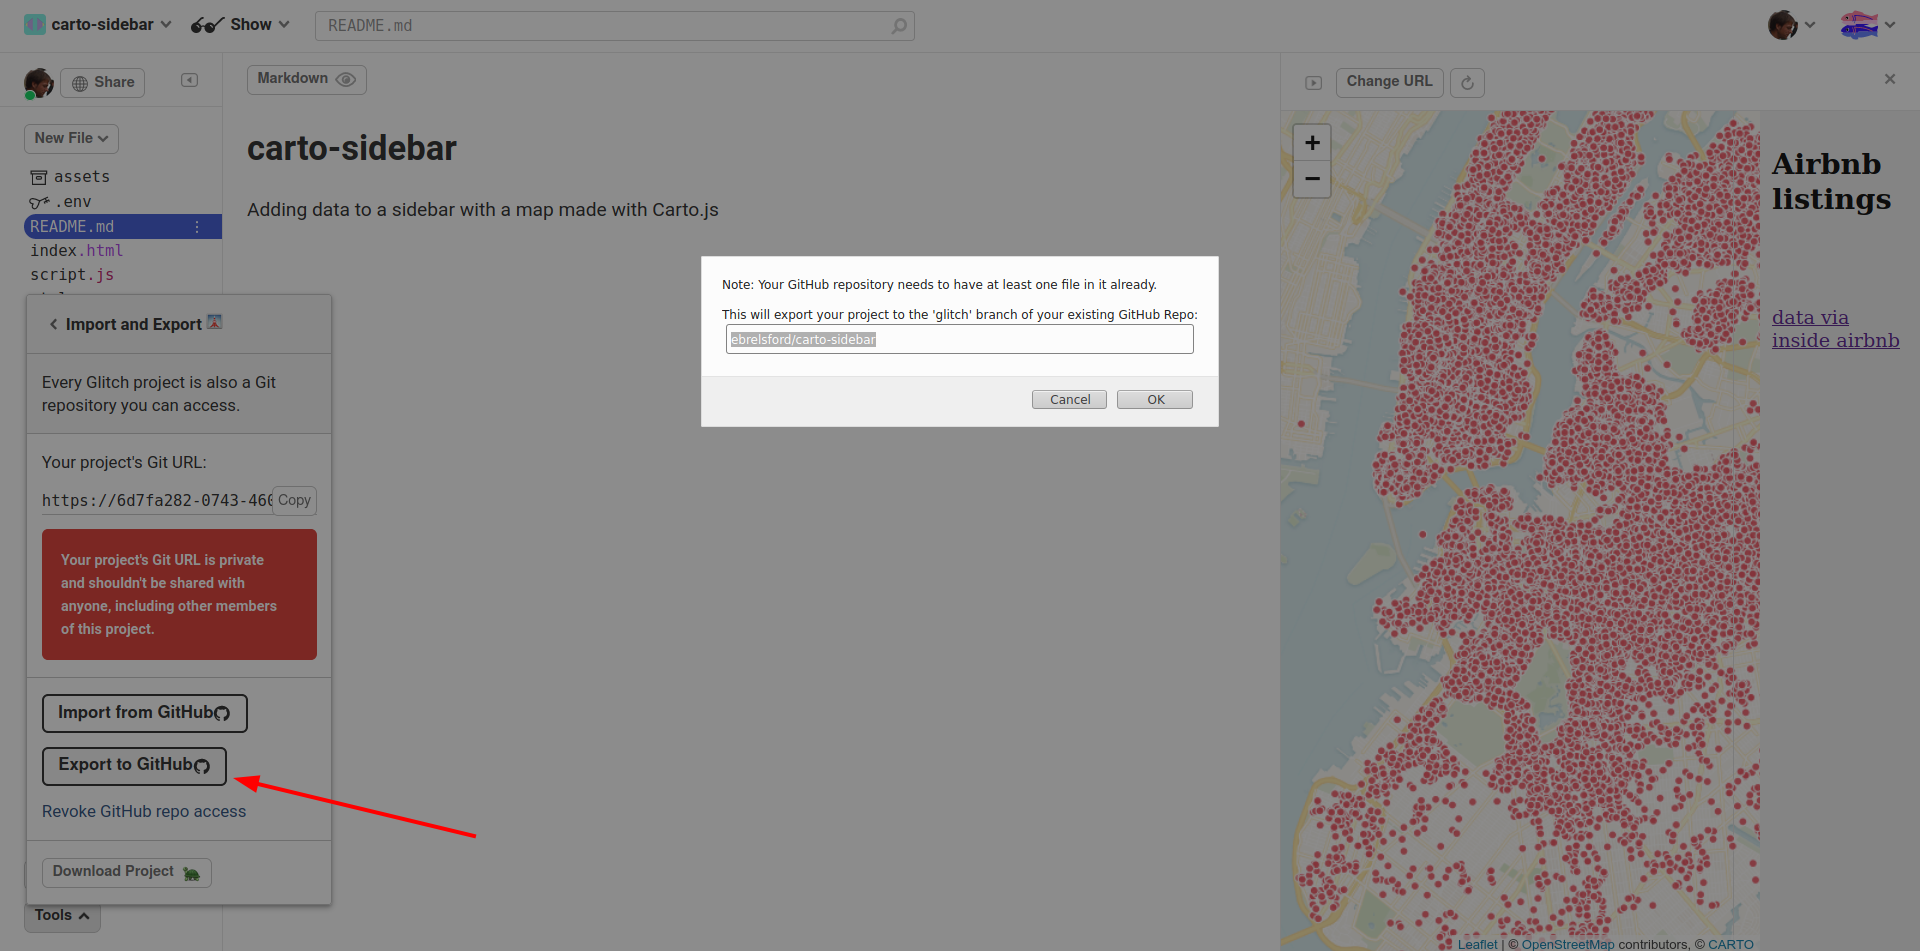 carto-sidebar
Show
README.md
Share
New File
assets
.env
README.md
index.html
script.js
Import and Export
Every Glitch project is also a Git
repository you can access.
Your project's Git URL:
https://6d7fa282-0743-460
Copy
Your project's Git URL is private
and shouldn't be shared with
anyone, including other members
of this project.
Import from GitHub
Export to GitHub
Revoke GitHub repo access
Download Project
Tools
Markdown
carto-sidebar
Adding data to a sidebar with a map made with Carto.js
Note: Your GitHub repository needs to have at least one file in it already.
This will export your project to the 'glitch' branch of your existing GitHub Repo:
ebrelsford/carto-sidebar
Cancel
OK
Change URL
+
−
Airbnb
listings
data via
inside airbnb
Leaflet | © OpenStreetMap contributors, © CARTO